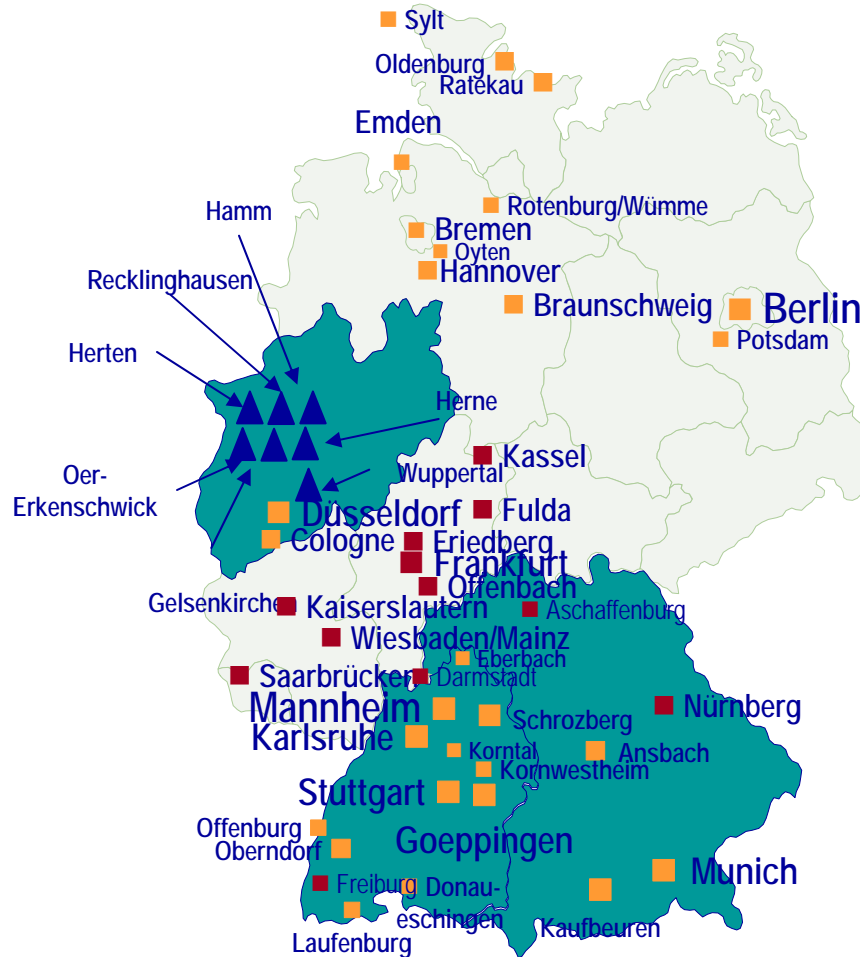 Sylt
Oldenburg
Ratekau
Emden
Rotenburg/Wümme
Hamm
Bremen
Oyten
Hannover
Recklinghausen
Braunschweig
Berlin
Potsdam
Herten
Herne
Kassel
Oer-
Erkenschwick
Wuppertal
Düsseldorf
Fulda
Cologne
Friedberg
Frankfurt
Offenbach
Gelsenkirchen
Kaiserslautern
Aschaffenburg
Wiesbaden/Mainz
Eberbach
Saarbrücken
Darmstadt
Mannheim
Schrozberg
Nürnberg
Karlsruhe
Korntal
Ansbach
Kornwestheim
Stuttgart
Offenburg
Goeppingen
Oberndorf
Munich
Freiburg
Donau-
eschingen
Kaufbeuren
Laufenburg